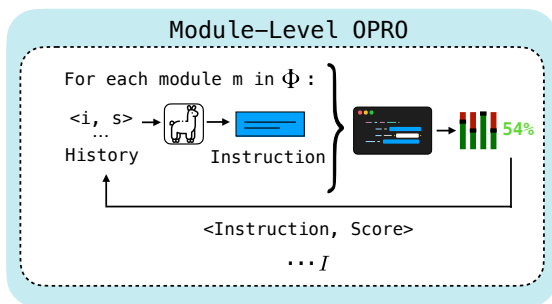 Module-Level OPRO
For each module m in Φ :
<i, s>
...
History
Instruction
54%
<Instruction, Score>
... I